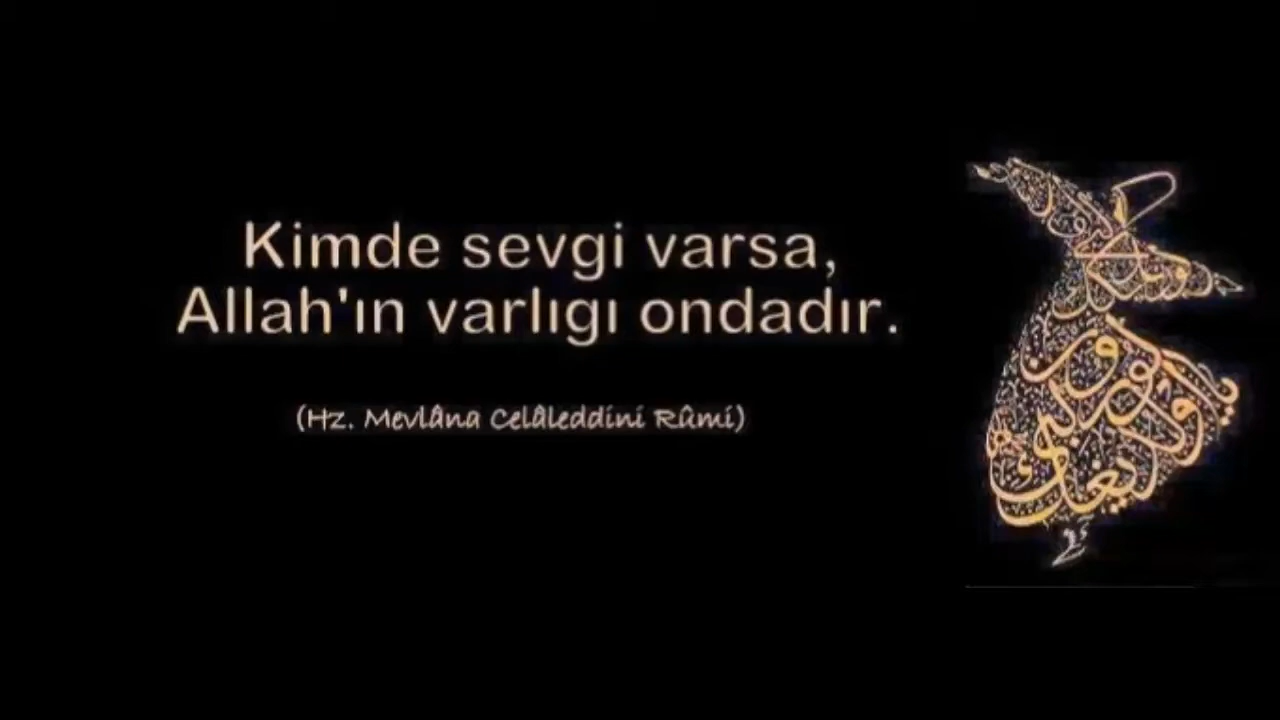 Kimde sevgi varsa,
Allah'ın varlıgı ondadır.
(Hz. Mevlâna Celâleddini Rûmi)